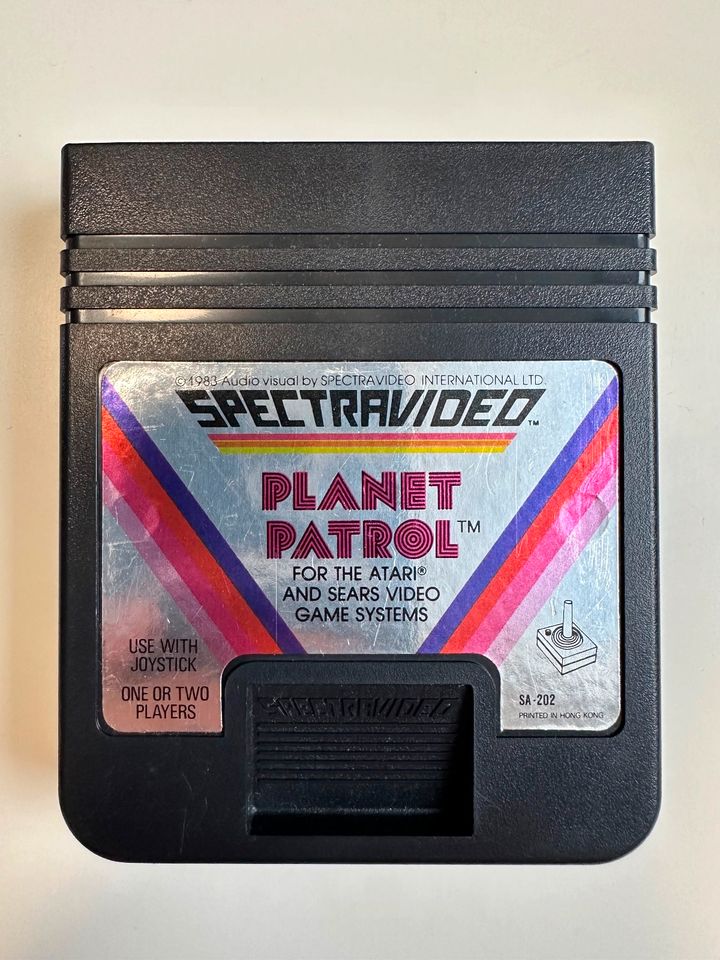 ©1983 Audio visual by SPECTRAVIDEO INTERNATIONAL LTD.
SPECTRAVIDEO™
PLANET
PATROL™
FOR THE ATARI®
AND SEARS VIDEO
GAME SYSTEMS
USE WITH
JOYSTICK
ONE OR TWO
PLAYERS
SA-202
PRINTED IN HONG KONG
SPECTRAVIDEO